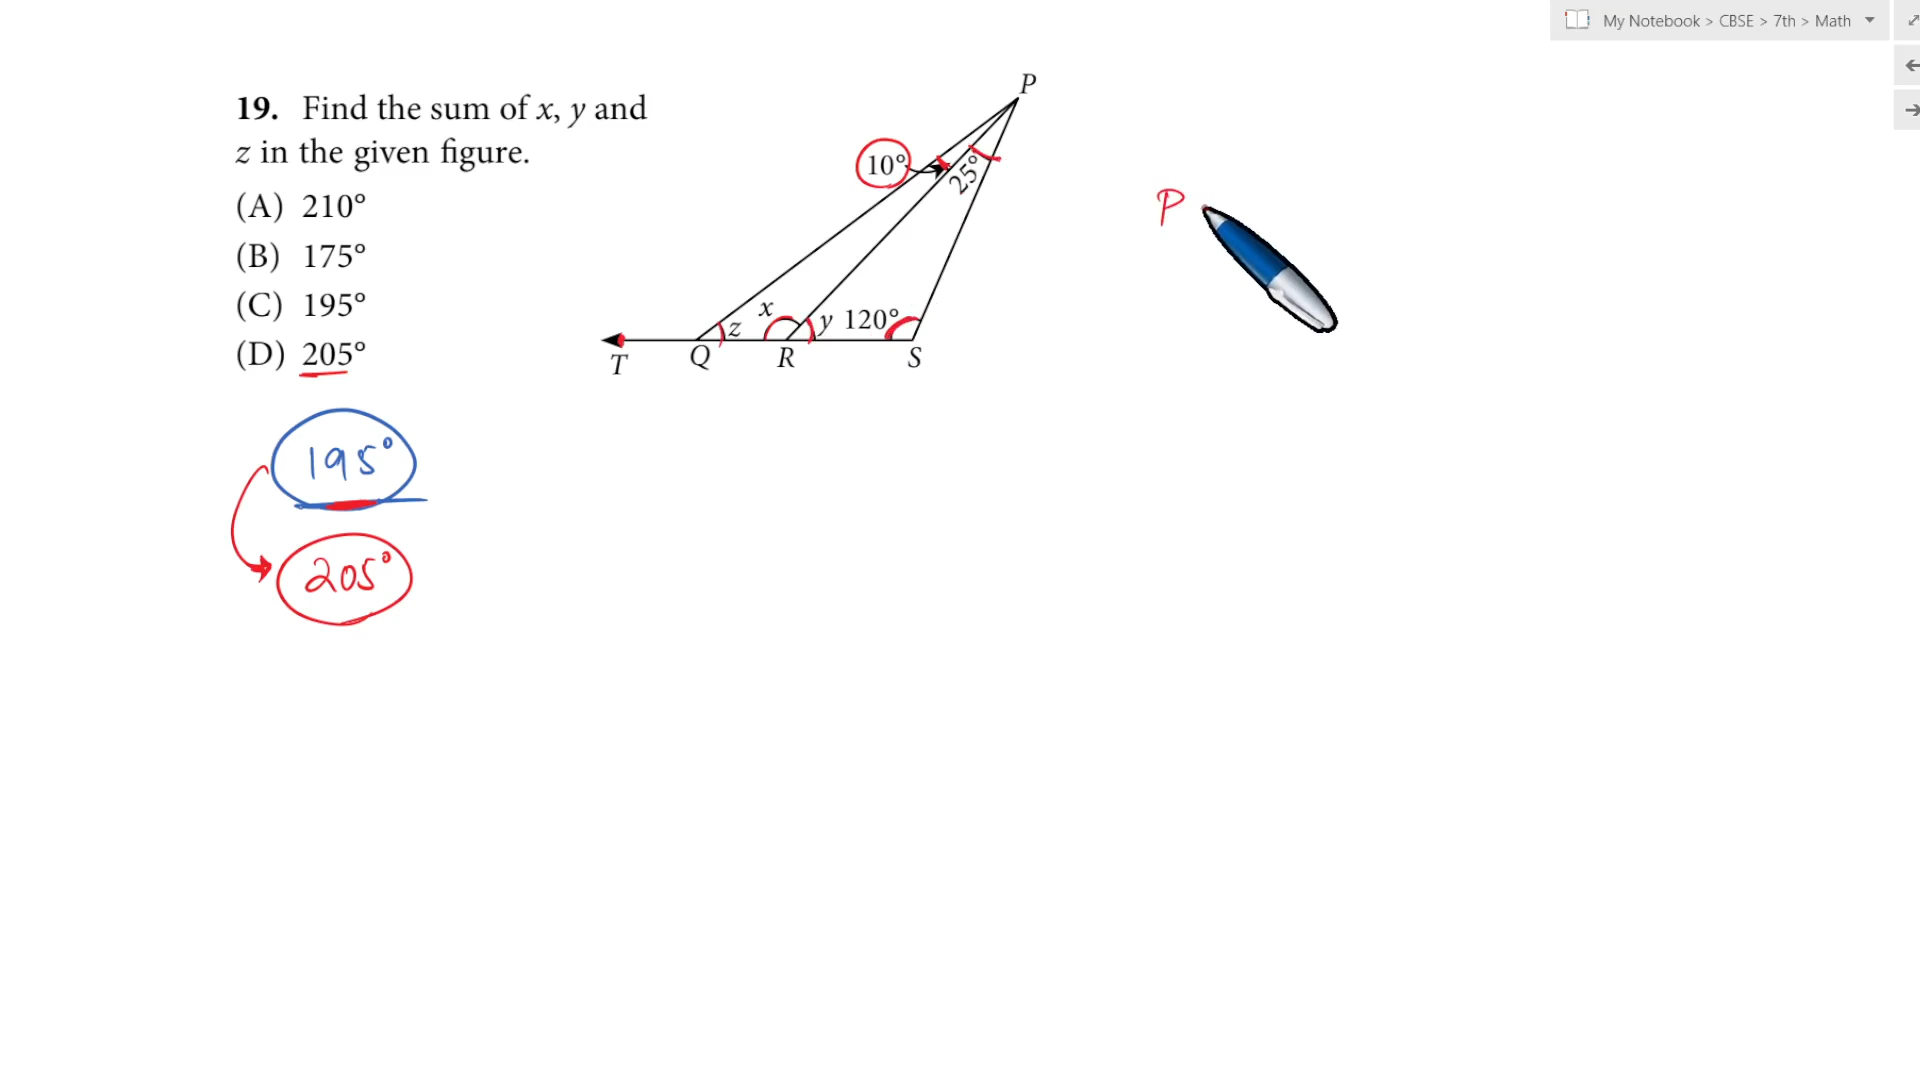 My Notebook > CBSE > 7th > Math
19. Find the sum of x, y and
z in the given figure.
(A) 210°
(B) 175°
(C) 195°
(D) 205°
P
10°
25°
x
z
y 120°
T
Q
R
S
P
195°
205°